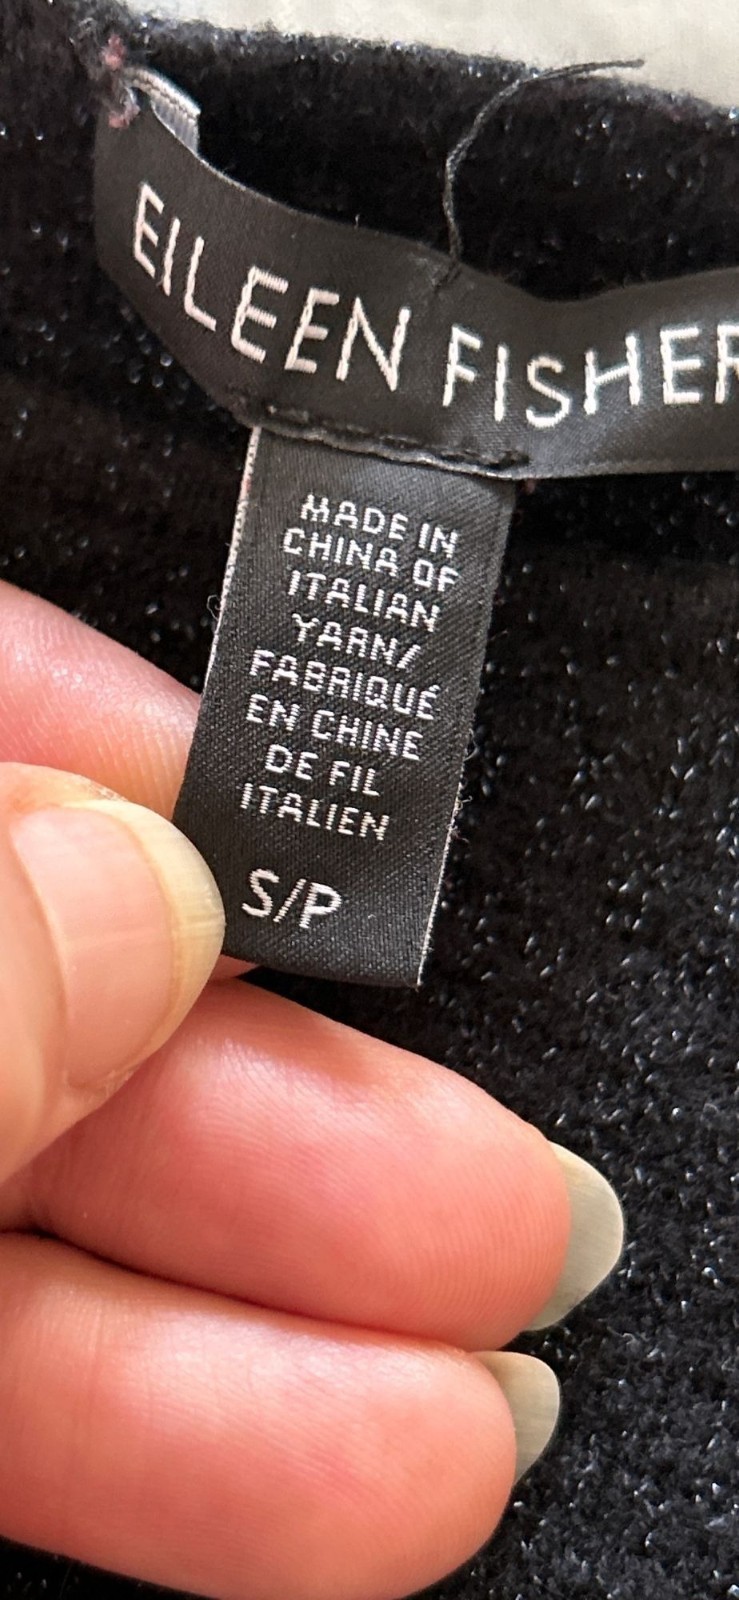 EILEEN FISHER
MADE IN
CHINA OF
ITALIAN
YARN/
FABRIQUÉ
EN CHINE
DE FIL
ITALIEN
S/P